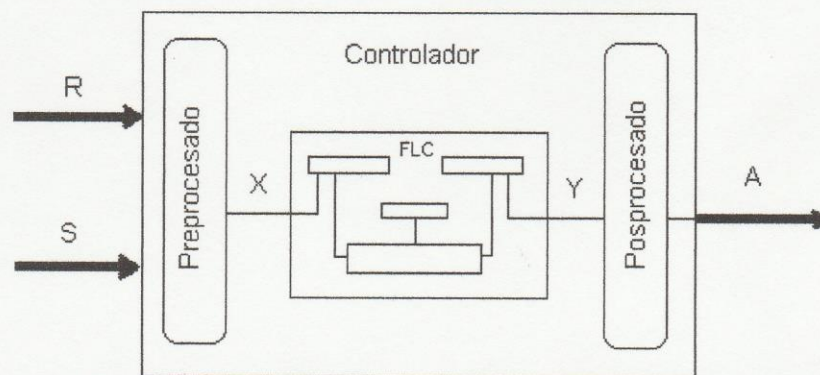 Controlador
R
Preprocesado
FLC
X
Y
Posprocesado
A
S